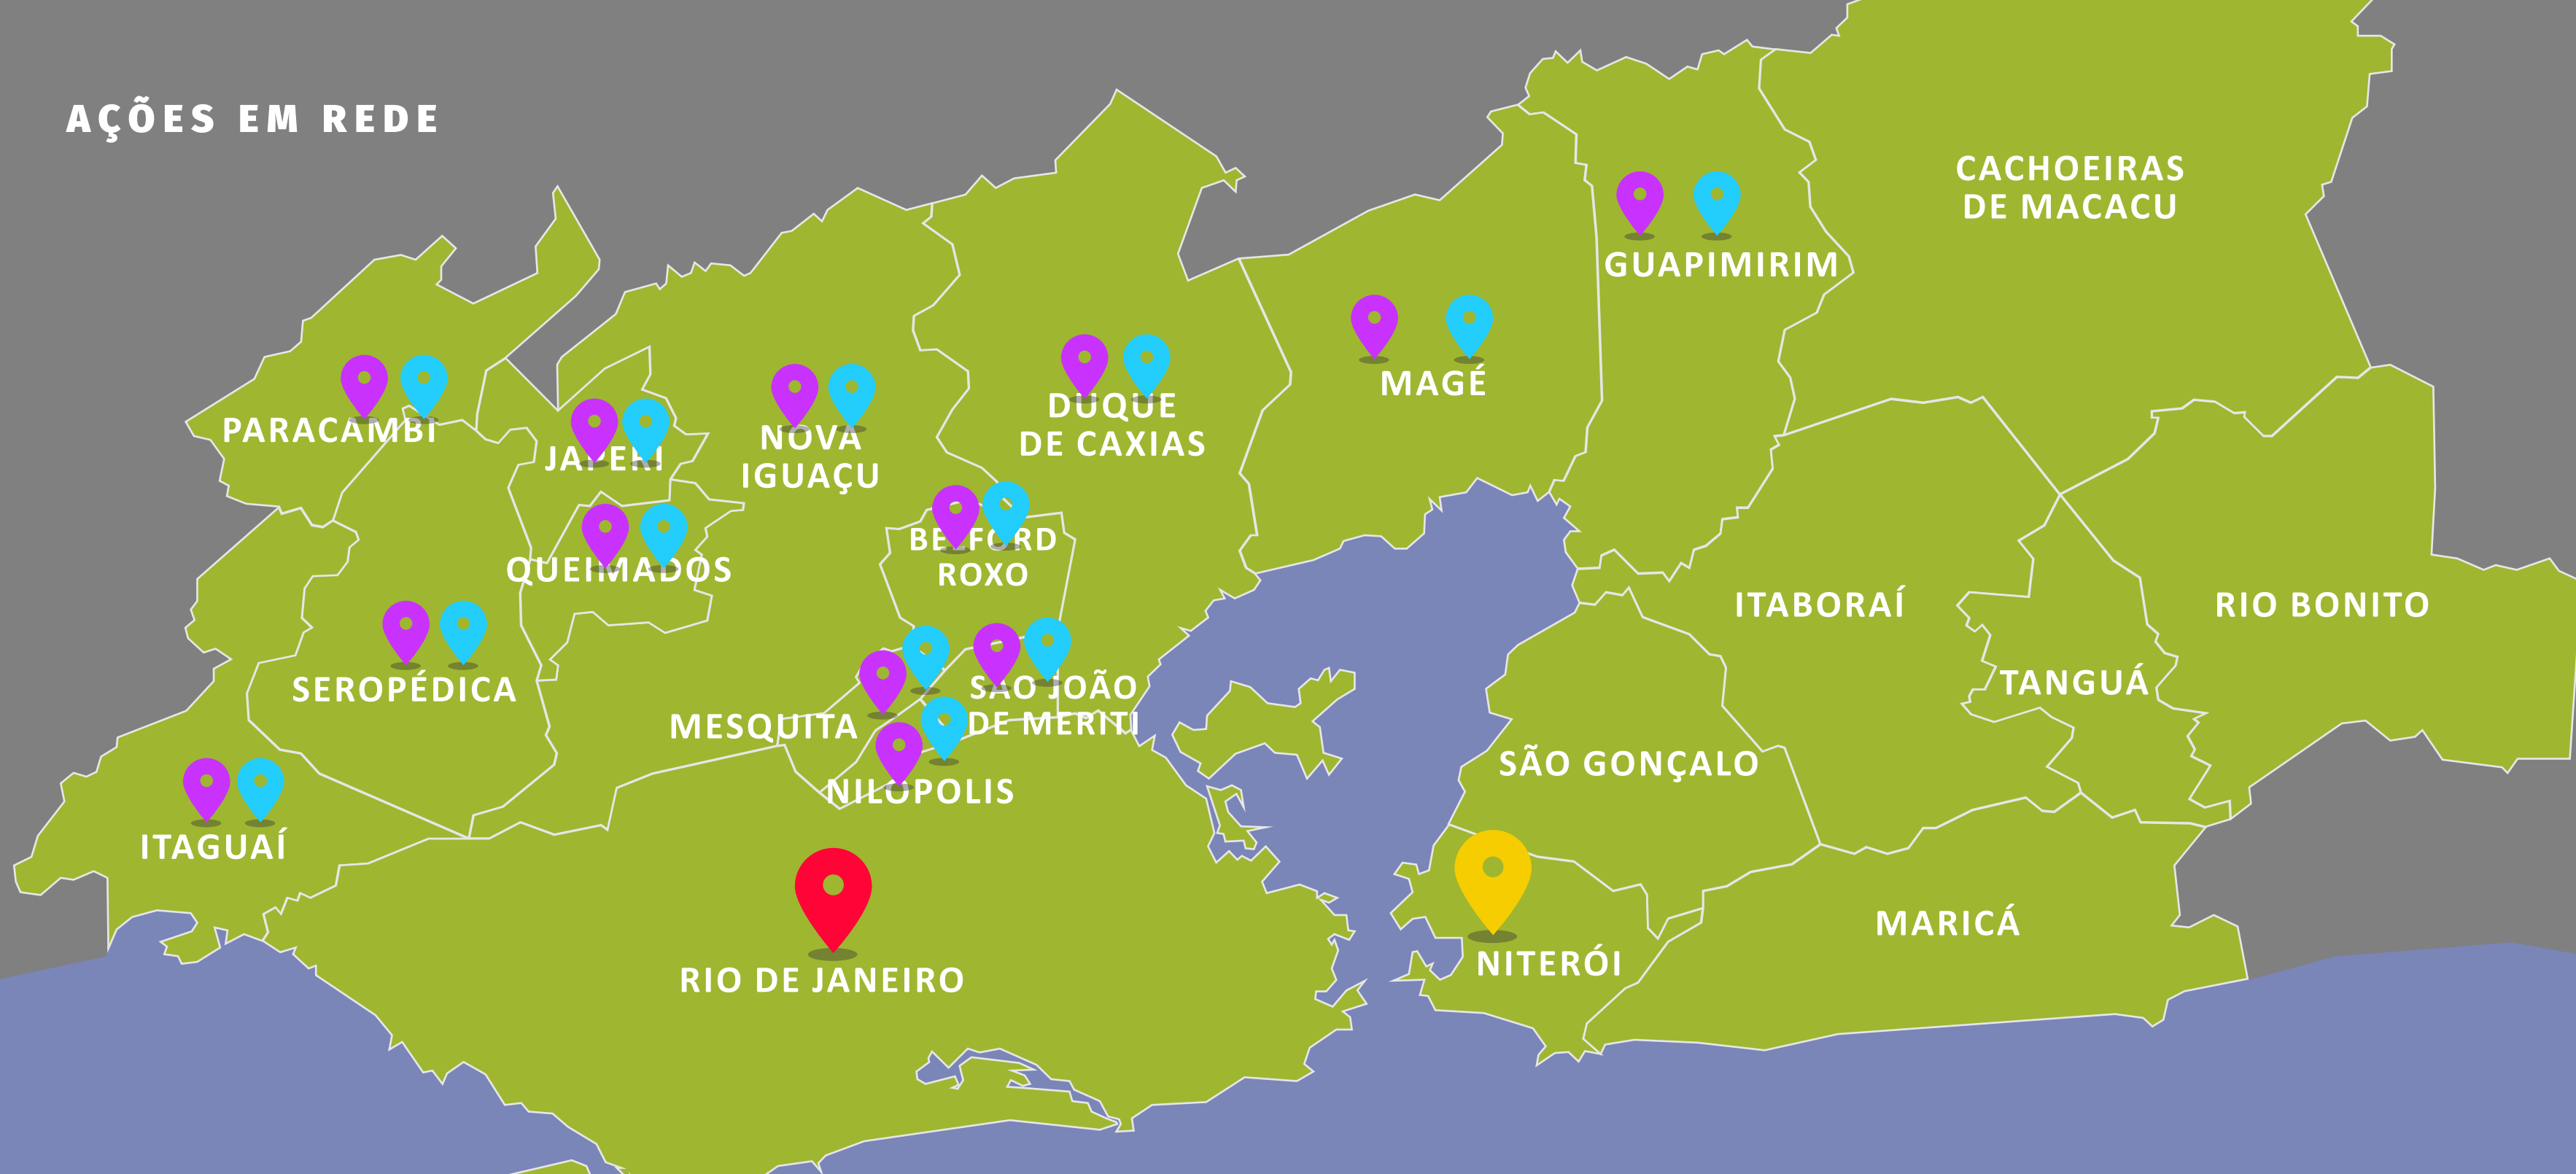 AÇÕES EM REDE
CACHOEIRAS
DE MACACU
GUAPIMIRIM
MAGÉ
DUQUE
DE CAXIAS
PARACAMBI
NOVA
IGUAÇU
JAPERI
BELFORD
ROXO
QUEIMADOS
ITABORAÍ
RIO BONITO
SEROPÉDICA
TANGUÁ
SÃO JOÃO
DE MERITI
MESQUITA
SÃO GONÇALO
NILÓPOLIS
ITAGUAÍ
MARICÁ
NITERÓI
RIO DE JANEIRO